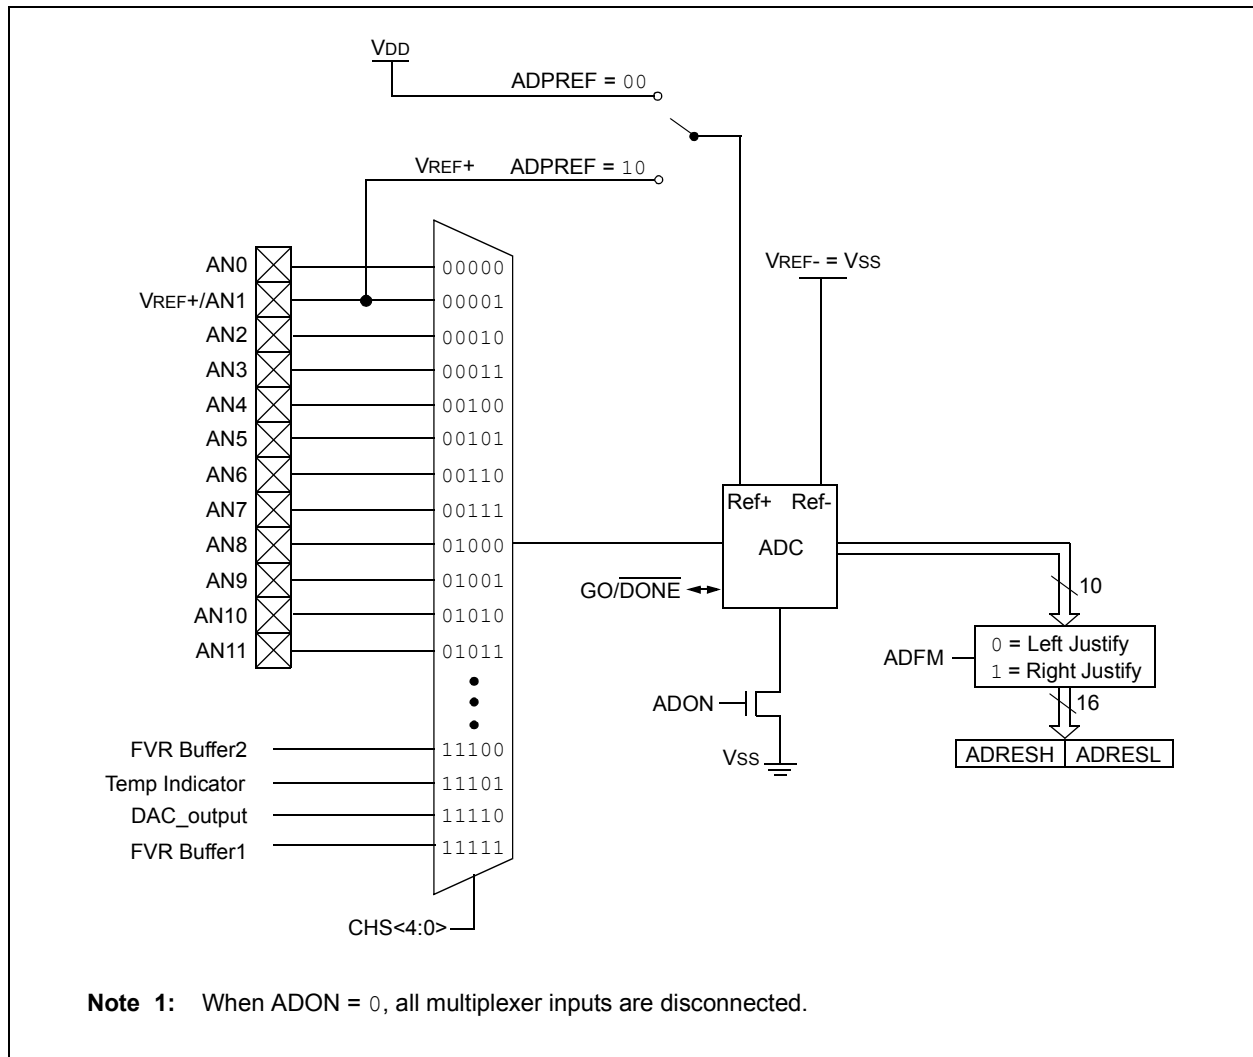 VDD
ADPREF = 00
VREF+ ADPREF = 10
AN0 00000
VREF+/AN1 00001
AN2 00010
AN3 00011
AN4 00100
AN5 00101
AN6 00110
AN7 00111
AN8 01000
AN9 01001
AN10 01010
AN11 01011
FVR Buffer2 11100
Temp Indicator 11101
DAC_output 11110
FVR Buffer1 11111
CHS<4:0>
VREF- = VSS
Ref+ Ref-
ADC
GO/DONE
ADON
VSS
10
ADFM
0 = Left Justify
1 = Right Justify
16
ADRESH ADRESL
Note 1: When ADON = 0, all multiplexer inputs are disconnected.